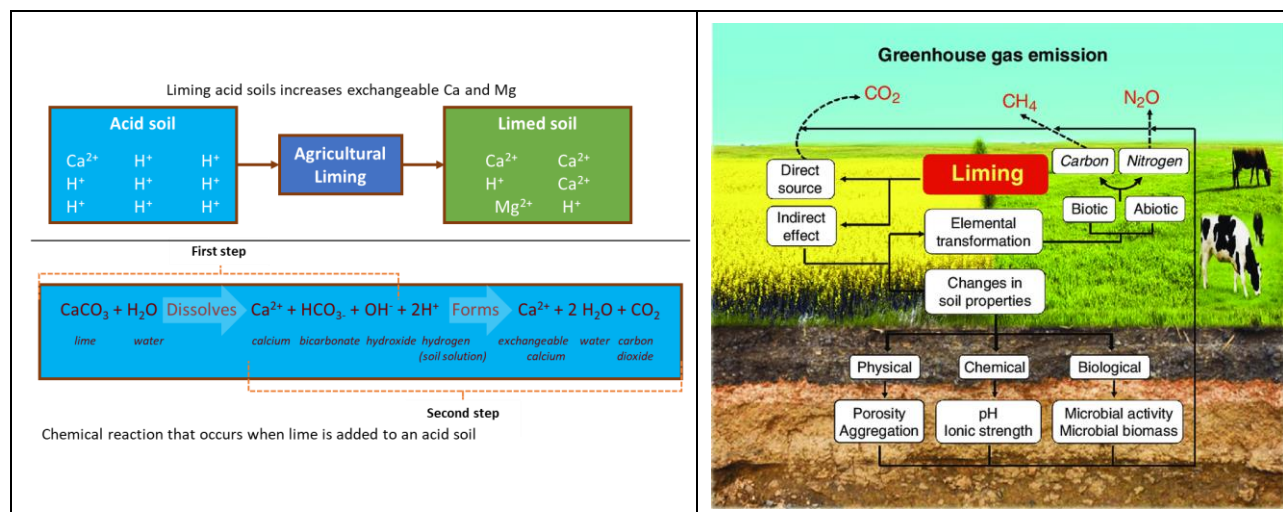 Liming acid soils increases exchangeable Ca and Mg
Acid soil
Ca²⁺ H⁺ H⁺
H⁺ H⁺ H⁺
H⁺ H⁺ H⁺
Agricultural
Liming
Limed soil
Ca²⁺ Ca²⁺
H⁺ Ca²⁺
Mg²⁺ H⁺
First step
CaCO₃ + H₂O Dissolves Ca²⁺ + HCO₃₋ + OH⁻ + 2H⁺ Forms Ca²⁺ + 2 H₂O + CO₂
lime water calcium bicarbonate hydroxide hydrogen exchangeable water carbon
(soil solution) calcium dioxide
Second step
Chemical reaction that occurs when lime is added to an acid soil
Greenhouse gas emission
CO₂
CH₄
N₂O
Direct
source
Liming
Carbon
Nitrogen
Indirect
effect
Elemental
transformation
Biotic
Abiotic
Changes in
soil properties
Physical
Chemical
Biological
Porosity
Aggregation
pH
Ionic strength
Microbial activity
Microbial biomass